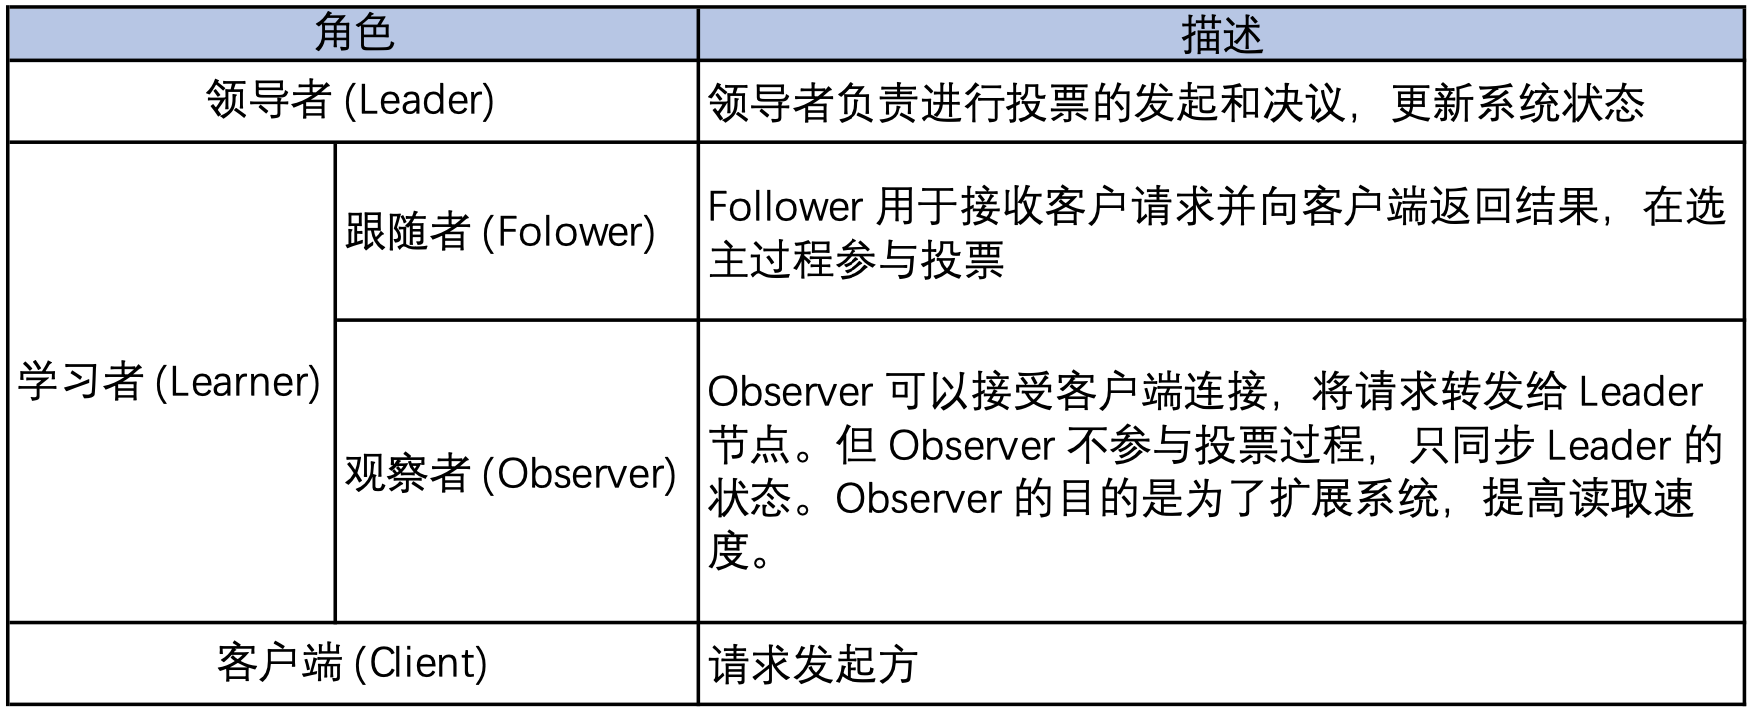 角色
描述
领导者 (Leader)
领导者负责进行投票的发起和决议，更新系统状态
学习者 (Learner)
跟随者 (Folower)
Follower 用于接收客户请求并向客户端返回结果，在选
主过程参与投票
观察者 (Observer)
Observer 可以接受客户端连接，将请求转发给 Leader
节点。但 Observer 不参与投票过程，只同步 Leader 的
状态。Observer 的目的是为了扩展系统，提高读取速
度。
客户端 (Client)
请求发起方